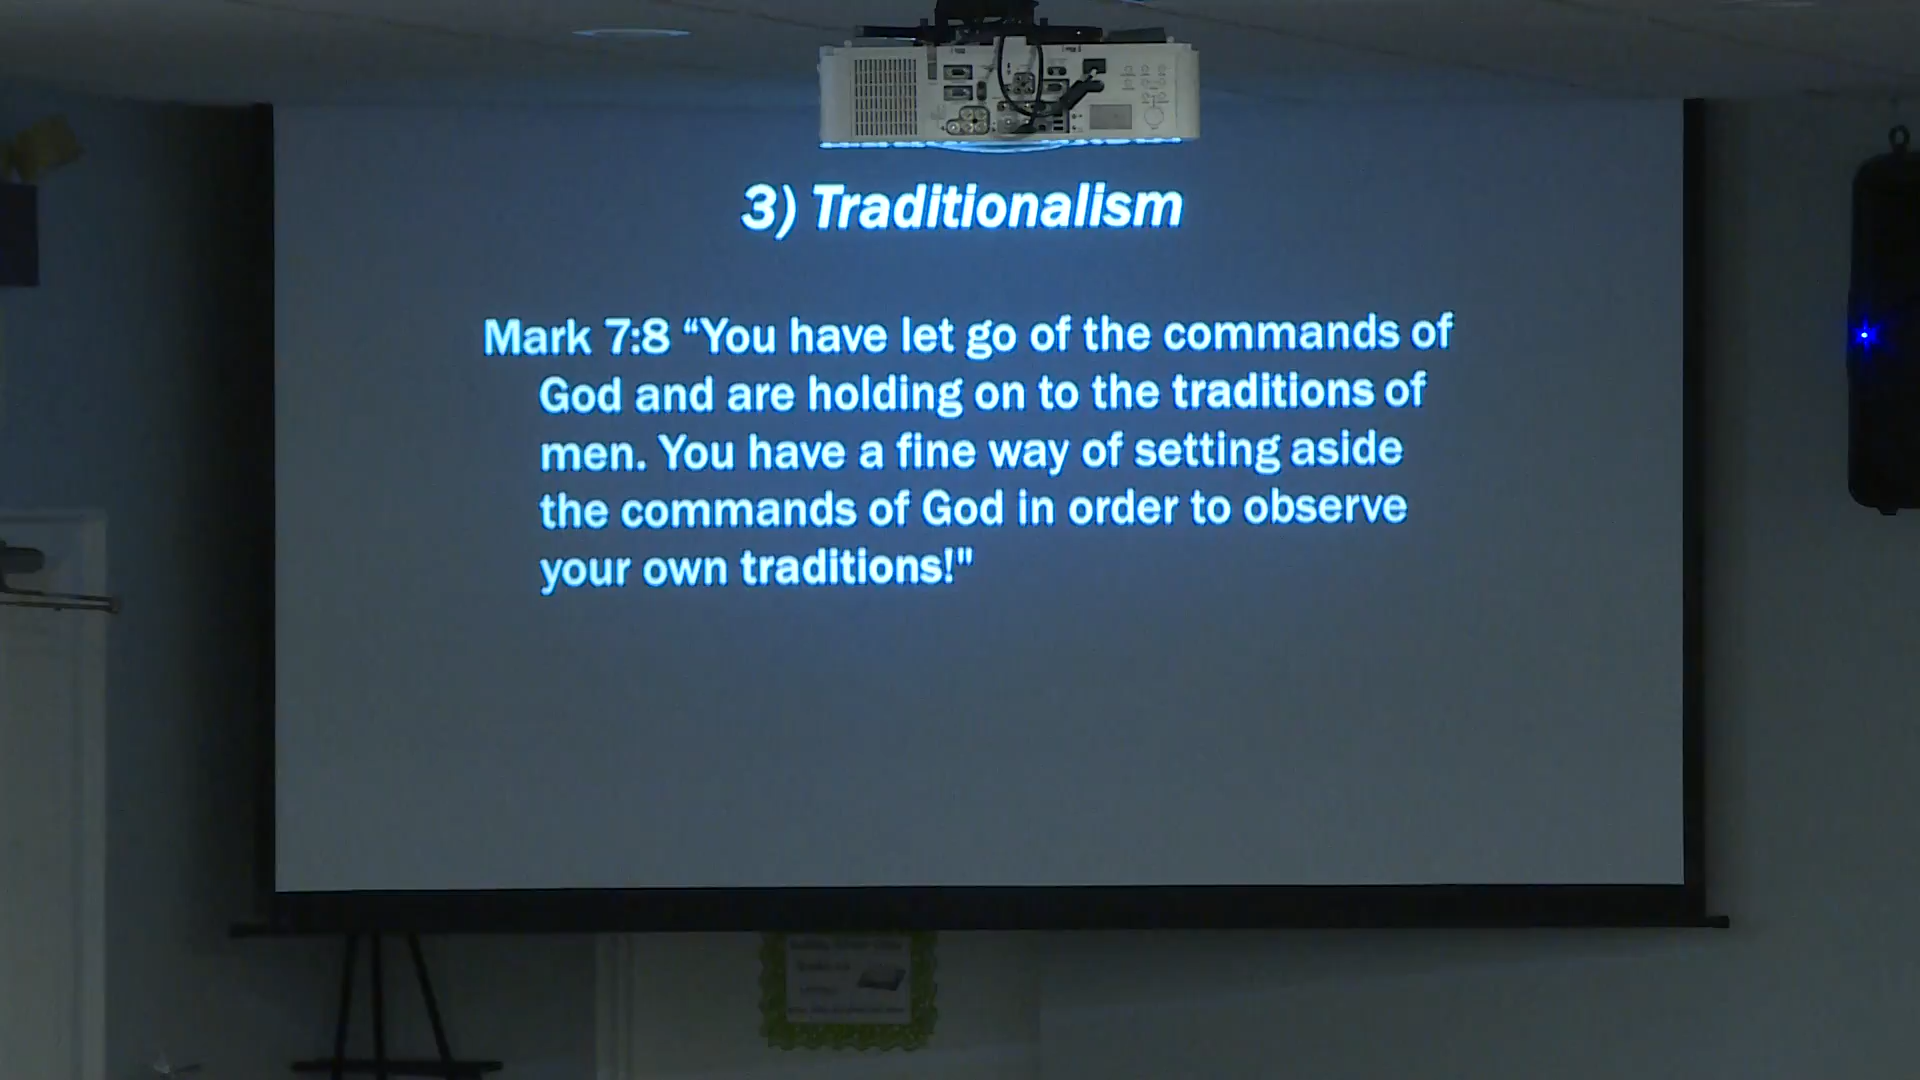 3) Traditionalism
Mark 7:8 “You have let go of the commands of
God and are holding on to the traditions of
men. You have a fine way of setting aside
the commands of God in order to observe
your own traditions!"